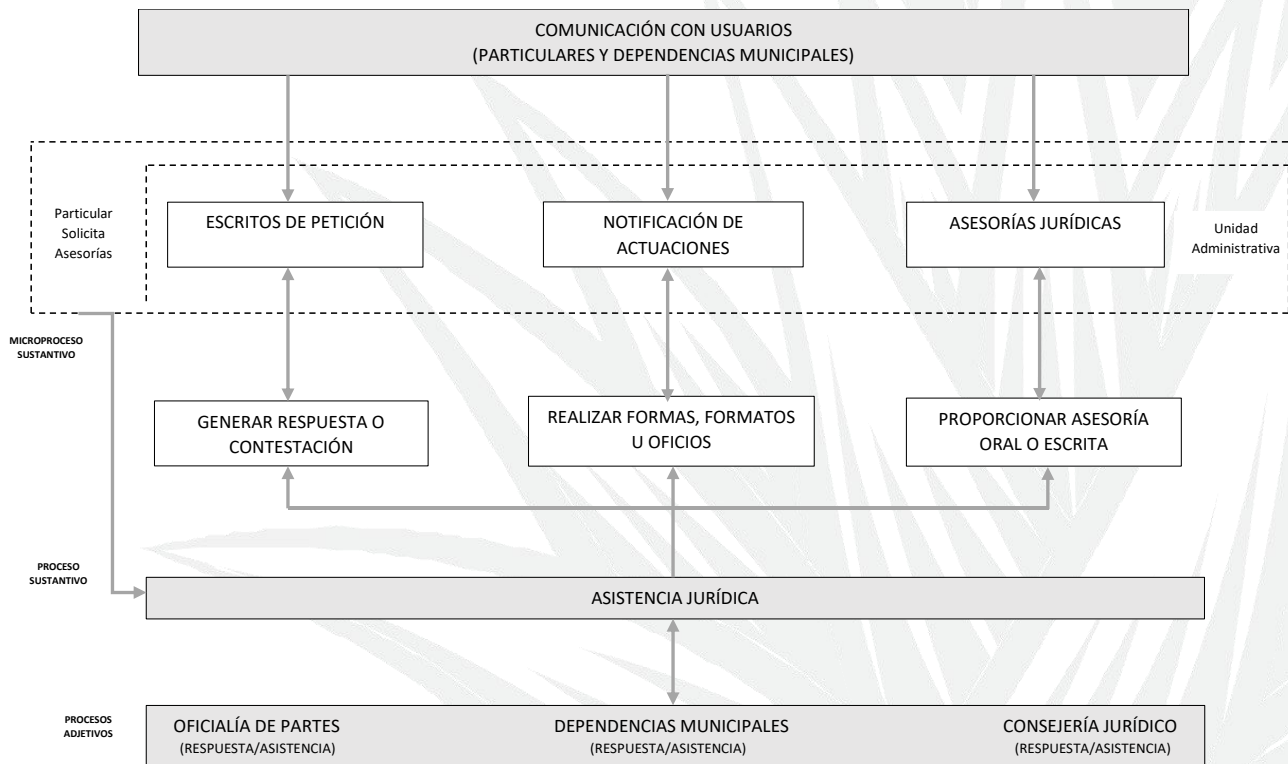 COMUNICACIÓN CON USUARIOS
(PARTICULARES Y DEPENDENCIAS MUNICIPALES)
Particular
Solicita
Asesorías
ESCRITOS DE PETICIÓN
NOTIFICACIÓN DE
ACTUACIONES
ASESORÍAS JURÍDICAS
Unidad
Administrativa
MICROPROCESO
SUSTANTIVO
GENERAR RESPUESTA O
CONTESTACIÓN
REALIZAR FORMAS, FORMATOS
U OFICIOS
PROPORCIONAR ASESORÍA
ORAL O ESCRITA
PROCESO
SUSTANTIVO
ASISTENCIA JURÍDICA
PROCESOS
ADJETIVOS
OFICIALÍA DE PARTES
(RESPUESTA/ASISTENCIA)
DEPENDENCIAS MUNICIPALES
(RESPUESTA/ASISTENCIA)
CONSEJERÍA JURÍDICO
(RESPUESTA/ASISTENCIA)